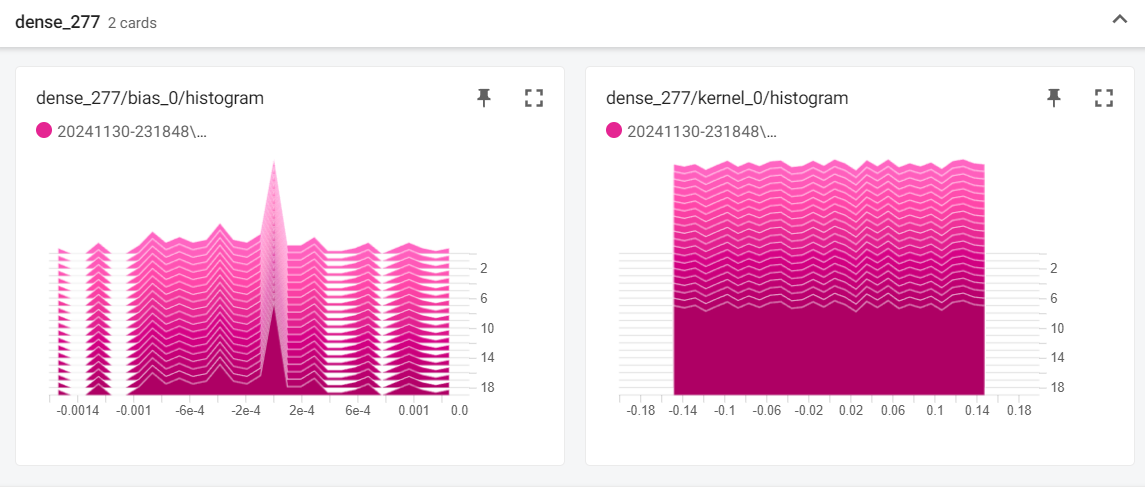 dense_277 2 cards
dense_277/bias_0/histogram
20241130-231848\...
2
6
10
14
18
-0.0014 -0.001 -6e-4 -2e-4 2e-4 6e-4 0.001 0.0
dense_277/kernel_0/histogram
20241130-231848\...
2
6
10
14
18
-0.18 -0.14 -0.1 -0.06 -0.02 0.02 0.06 0.1 0.14 0.18